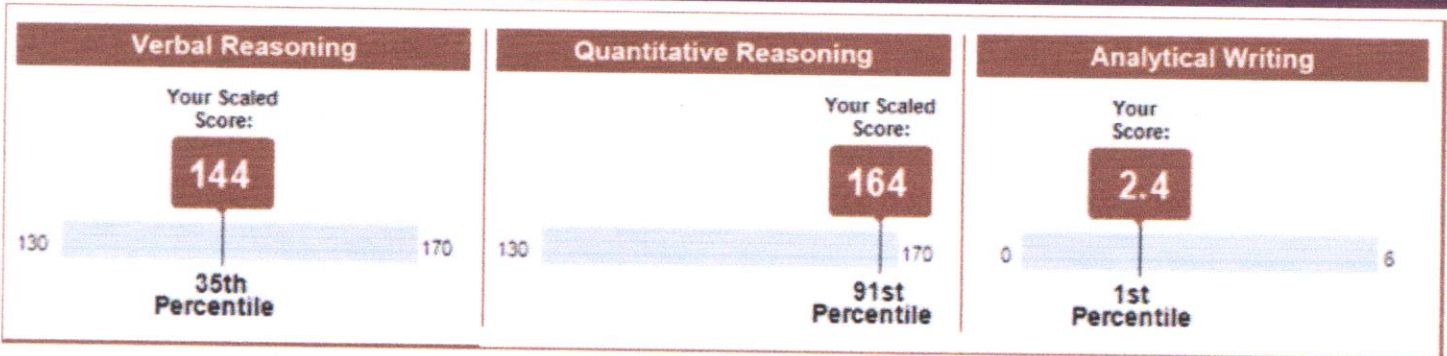 Verbal Reasoning
Your Scaled
Score:
144
130
170
35th
Percentile
Quantitative Reasoning
Your Scaled
Score:
164
130
170
91st
Percentile
Analytical Writing
Your
Score:
2.4
0
6
1st
Percentile